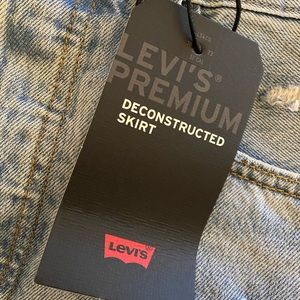 LEVI'S®
PREMIUM
DECONSTRUCTED
SKIRT
Levi's